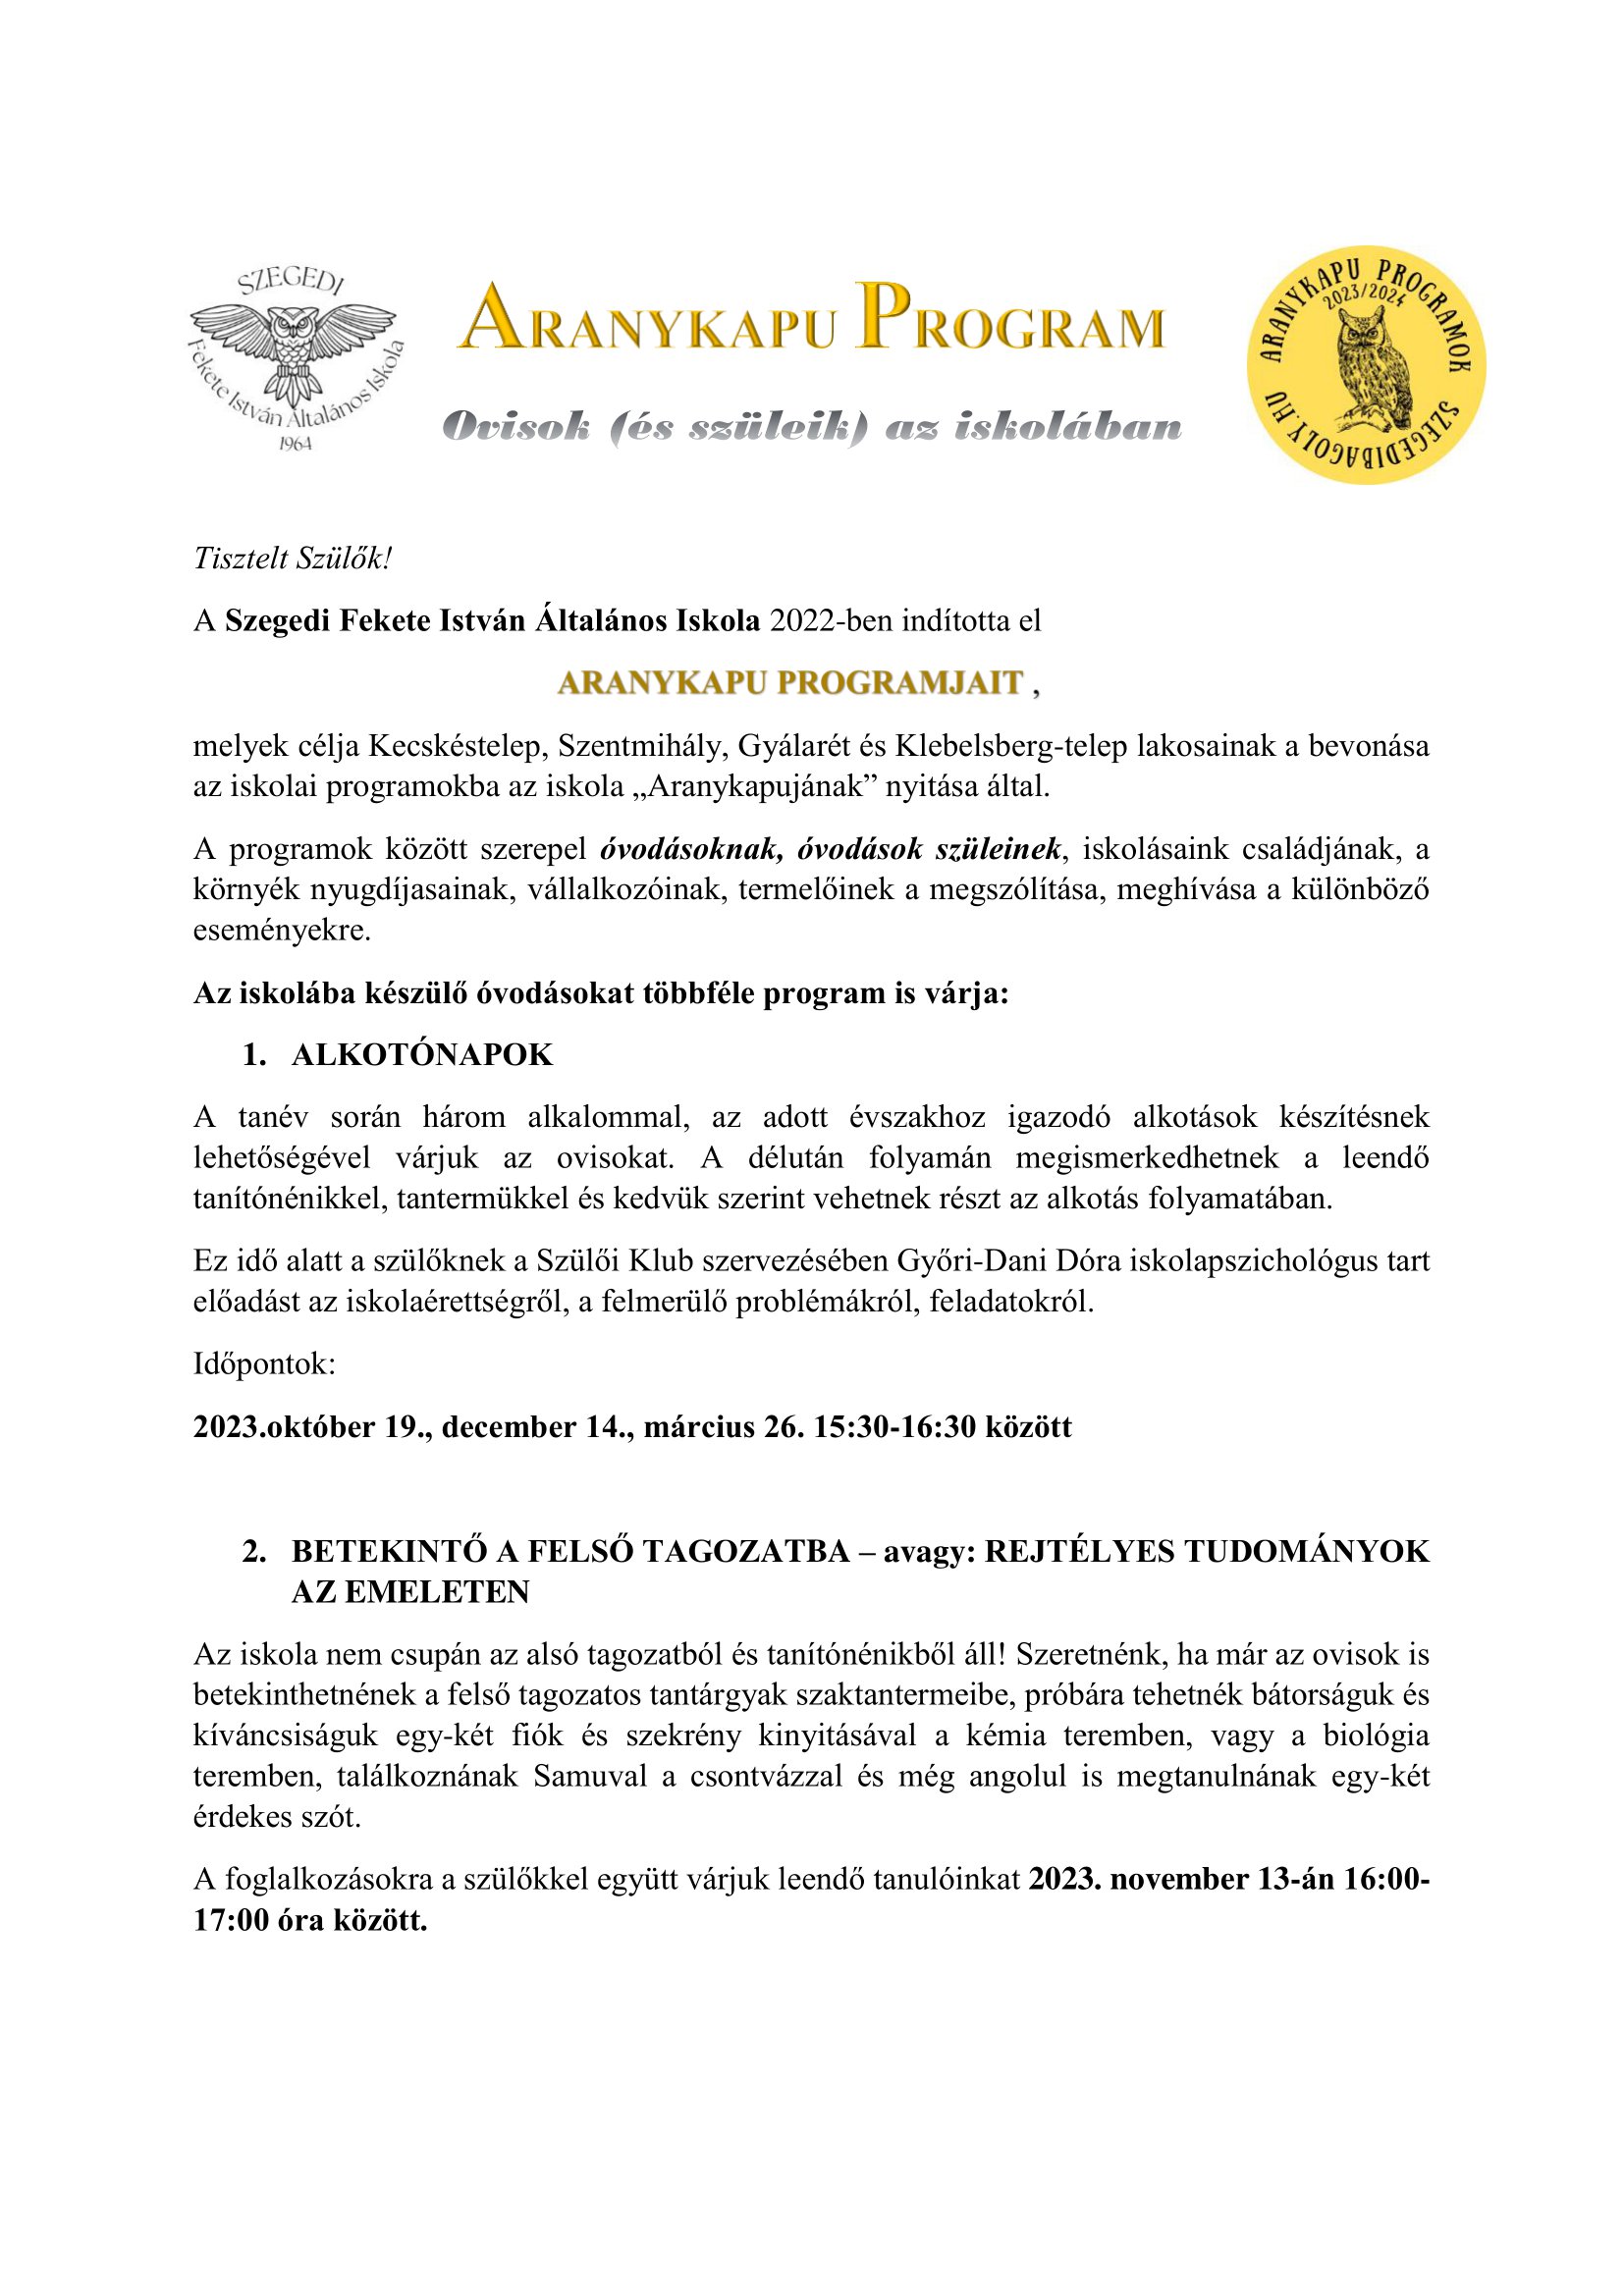 SZEGEDI
Fekete István Általános Iskola
1964
ARANYKAPU PROGRAM
Ovisok (és szüleik) az iskolában
ARANYKAPU PROGRAMOK
2023/2024
SZEGEDIBAGOLY.HU
Tisztelt Szülők!
A Szegedi Fekete István Általános Iskola 2022-ben indította el
ARANYKAPU PROGRAMJAIT ,
melyek célja Kecskéstelep, Szentmihály, Gyálarét és Klebelsberg-telep lakosainak a bevonása
az iskolai programokba az iskola „Aranykapujának” nyitása által.
A programok között szerepel óvodásoknak, óvodások szüleinek, iskolásaink családjának, a
környék nyugdíjasainak, vállalkozóinak, termelőinek a megszólítása, meghívása a különböző
eseményekre.
Az iskolába készülő óvodásokat többféle program is várja:
1. ALKOTÓNAPOK
A tanév során három alkalommal, az adott évszakhoz igazodó alkotások készítésnek
lehetőségével várjuk az ovisokat. A délután folyamán megismerkedhetnek a leendő
tanítónénikkel, tantermükkel és kedvük szerint vehetnek részt az alkotás folyamatában.
Ez idő alatt a szülőknek a Szülői Klub szervezésében Győri-Dani Dóra iskolapszichológus tart
előadást az iskolaérettségről, a felmerülő problémákról, feladatokról.
Időpontok:
2023.október 19., december 14., március 26. 15:30-16:30 között
2. BETEKINTŐ A FELSŐ TAGOZATBA – avagy: REJTÉLYES TUDOMÁNYOK
AZ EMELETEN
Az iskola nem csupán az alsó tagozatból és tanítónénikből áll! Szeretnénk, ha már az ovisok is
betekinthetnének a felső tagozatos tantárgyak szaktantermeibe, próbára tehetnék bátorságuk és
kíváncsiságuk egy-két fiók és szekrény kinyitásával a kémia teremben, vagy a biológia
teremben, találkoznának Samuval a csontvázzal és még angolul is megtanulnának egy-két
érdekes szót.
A foglalkozásokra a szülőkkel együtt várjuk leendő tanulóinkat 2023. november 13-án 16:00-
17:00 óra között.